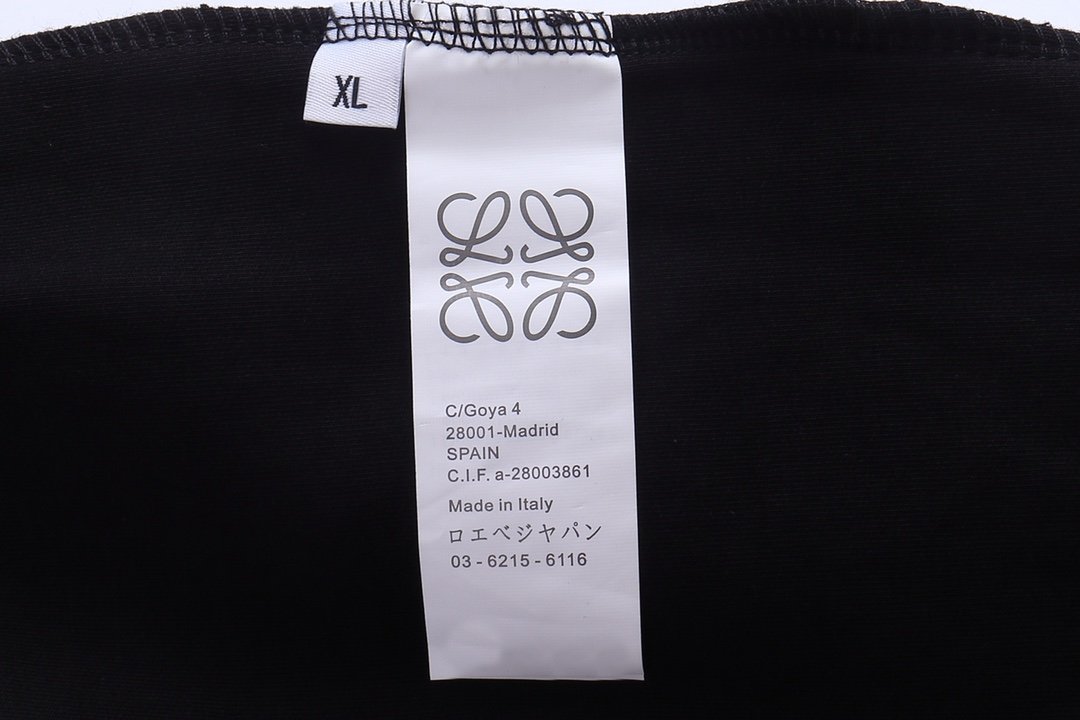 XL
C/Goya 4
28001-Madrid
SPAIN
C.I.F. a-28003861
Made in Italy
ロエベジヤパン
03 - 6215 - 6116